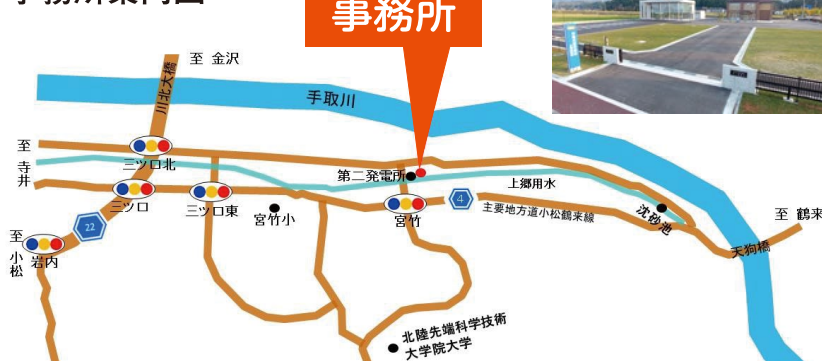 事務所案内図
事務所
至 金沢
川北大橋
手取川
至
寺井
三ツ口北
第二発電所
上郷用水
三ツ口
三ツ口東
宮竹小
宮竹
4
主要地方道小松鶴来線
沈砂池
至 鶴来
22
至
小松
岩内
天狗橋
北陸先端科学技術
大学院大学